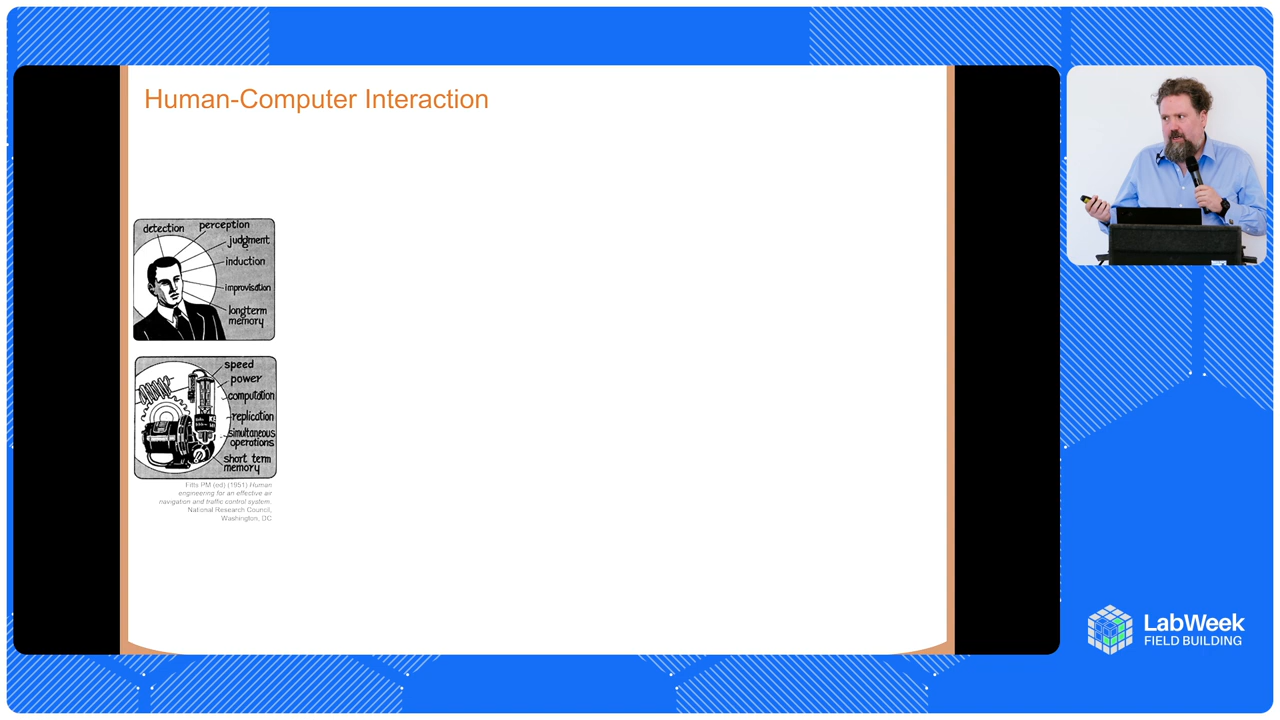 Human-Computer Interaction
detection
perception
judgment
induction
improvisation
longterm
memory
speed
power
computation
replication
simultaneous
operations
short term
memory
Fitts PM (ed) (1951) Human
engineering for an effective air
navigation and traffic control system.
National Research Council,
Washington, DC
LabWeek
FIELD BUILDING